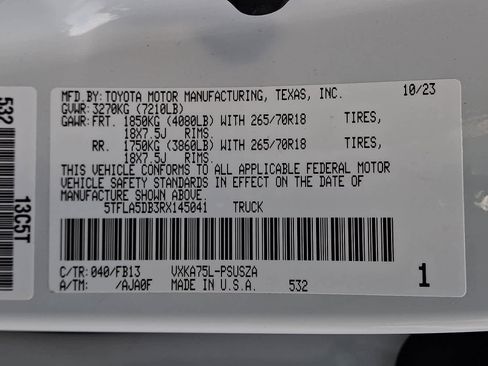 MFD.BY: TOYOTA MOTOR MANUFACTURING, TEXAS, INC. 10/23
GVWR: 3270KG (7210LB)
GAWR: FRT. 1850KG (4080LB) WITH 265/70R18 TIRES,
18X7.5J RIMS.
RR. 1750KG (3860LB) WITH 265/70R18 TIRES,
18X7.5J RIMS.
THIS VEHICLE CONFORMS TO ALL APPLICABLE FEDERAL MOTOR
VEHICLE SAFETY STANDARDS IN EFFECT ON THE DATE OF
MANUFACTURE SHOWN ABOVE.
5TFLA5DB3RX145041 TRUCK
C/TR: 040/FB13 VXKA75L-PSUSZA 1
A/TM: /AJA0F MADE IN U.S.A. 532
532
13C5T